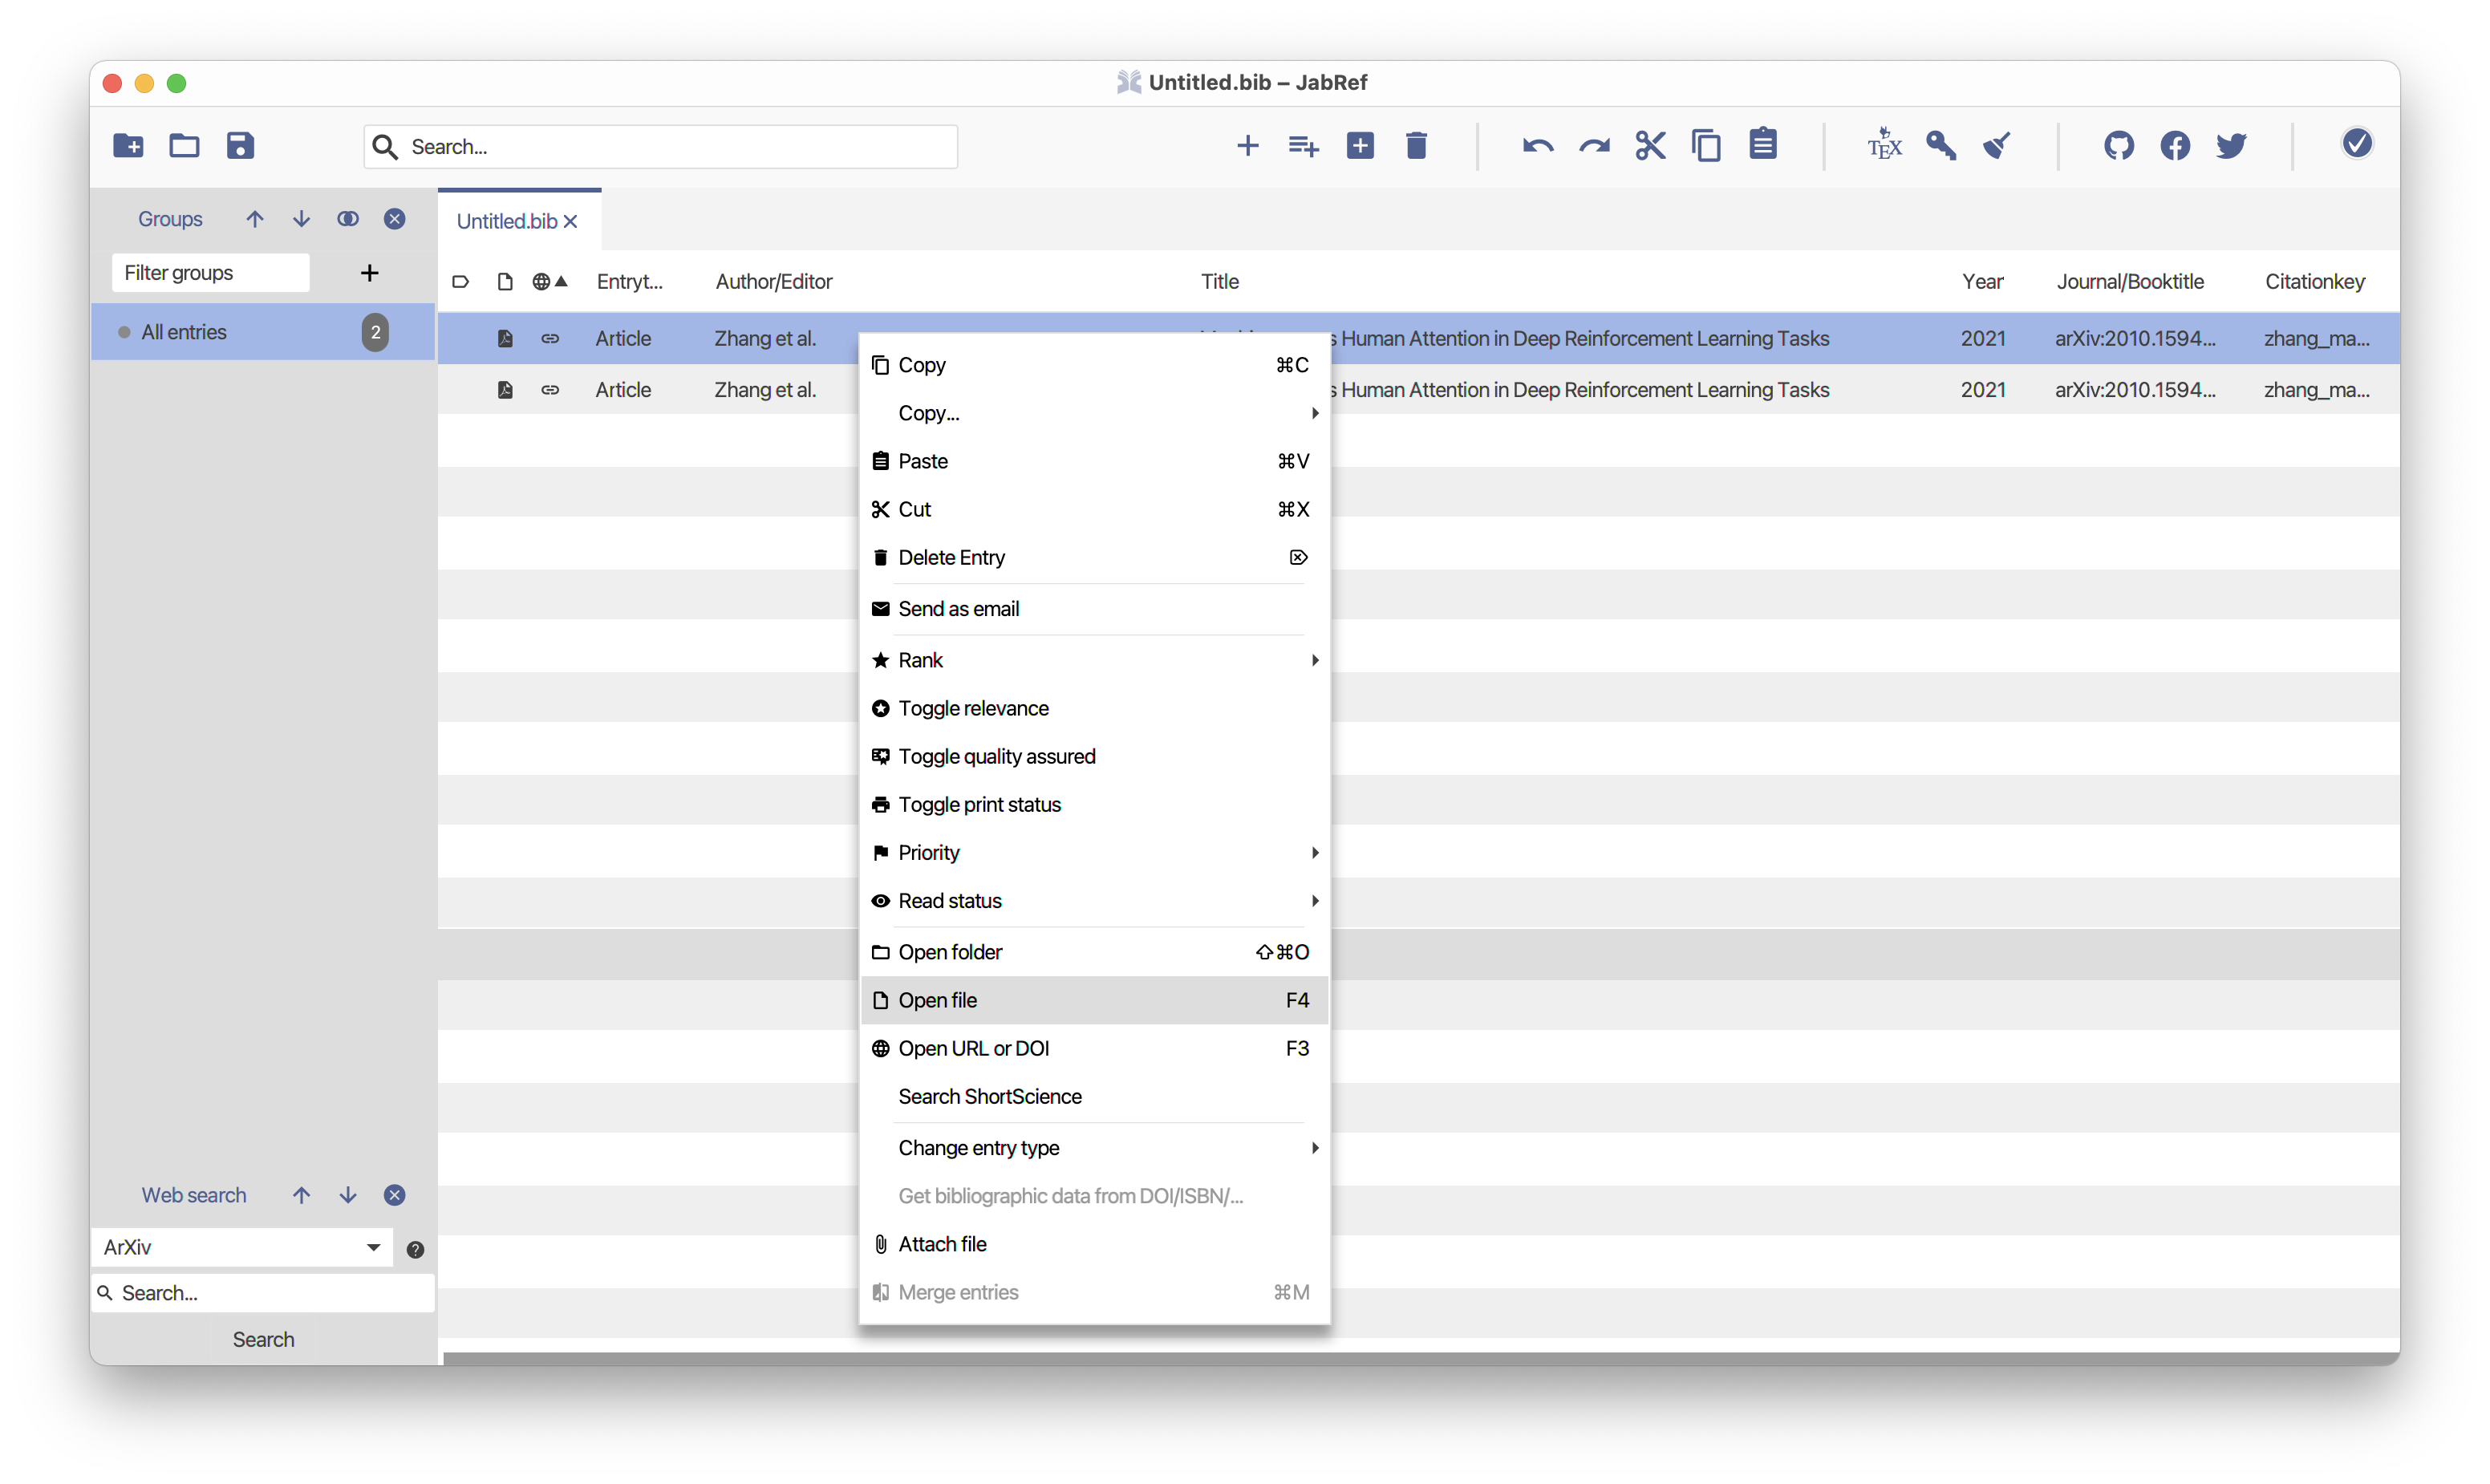 Untitled.bib – JabRef
Search...
TEX
Groups
Filter groups
All entries 2
Web search
ArXiv
Search...
Search
Untitled.bib
Entryt... Author/Editor Title Year Journal/Booktitle Citationkey
Article Zhang et al. Human Attention in Deep Reinforcement Learning Tasks 2021 arXiv:2010.1594... zhang_ma...
Article Zhang et al. s Human Attention in Deep Reinforcement Learning Tasks 2021 arXiv:2010.1594... zhang_ma...
Copy ⌘C
Copy...
Paste ⌘V
Cut ⌘X
Delete Entry ⌦
Send as email
Rank
Toggle relevance
Toggle quality assured
Toggle print status
Priority
Read status
Open folder ⇧⌘O
Open file F4
Open URL or DOI F3
Search ShortScience
Change entry type
Get bibliographic data from DOI/ISBN/...
Attach file
Merge entries ⌘M